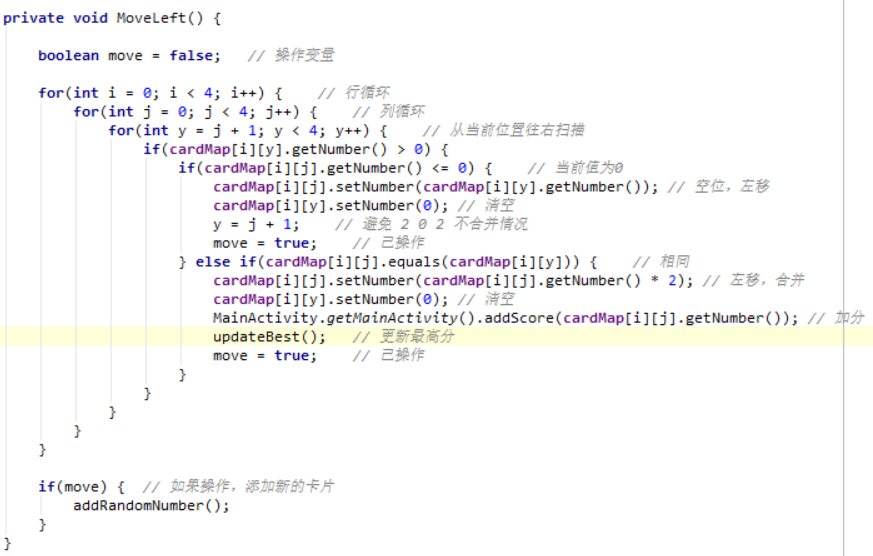 private void MoveLeft() {
boolean move = false;   // 操作变量
for(int i = 0; i < 4; i++) {    // 行循环
for(int j = 0; j < 4; j++) {    // 列循环
for(int y = j + 1; y < 4; y++) {    // 从当前位置往右扫描
if(cardMap[i][y].getNumber() > 0) {
if(cardMap[i][j].getNumber() <= 0) {    // 当前值为0
cardMap[i][j].setNumber(cardMap[i][y].getNumber()); // 空位，左移
cardMap[i][y].setNumber(0); // 清空
y = j + 1;    // 避免 2 0 2 不合并情况
move = true;    // 已操作
} else if(cardMap[i][j].equals(cardMap[i][y])) {    // 相同
cardMap[i][j].setNumber(cardMap[i][j].getNumber() * 2); // 左移，合并
cardMap[i][y].setNumber(0); // 清空
MainActivity.getMainActivity().addScore(cardMap[i][j].getNumber()); // 加分
updateBest();   // 更新最高分
move = true;    // 已操作
}
}
}
}
}
if(move) {  // 如果操作，添加新的卡片
addRandomNumber();
}
}